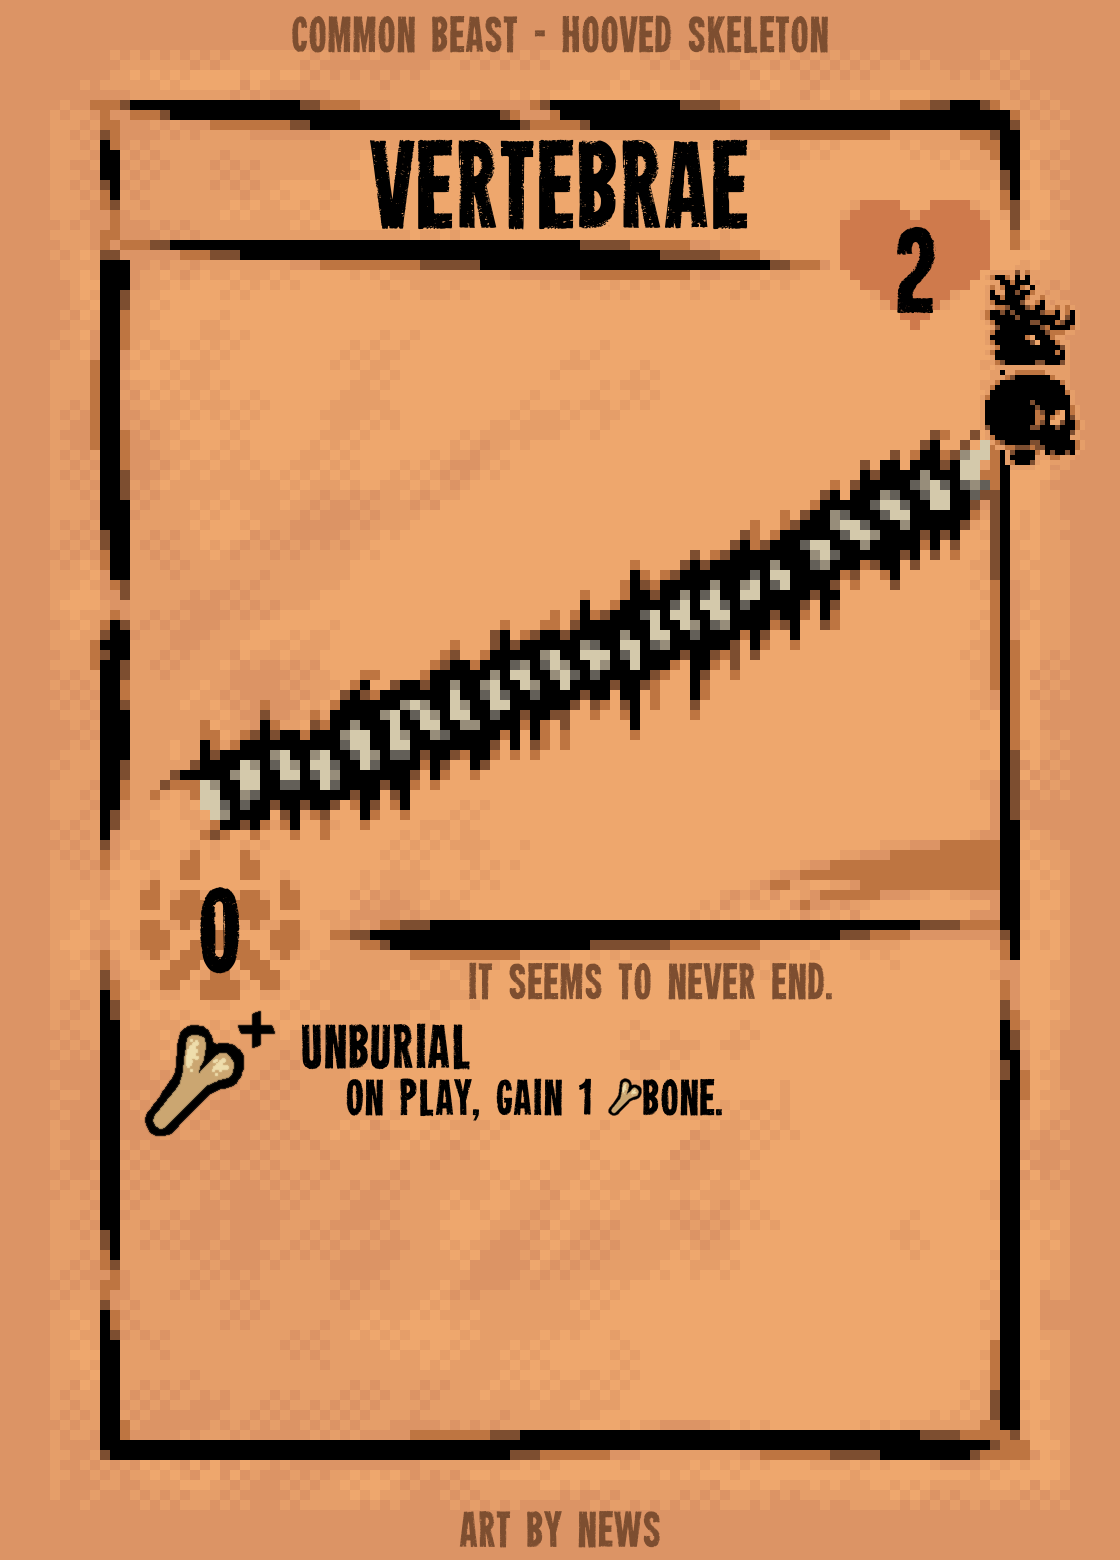 COMMON BEAST - HOOVED SKELETON
VERTEBRAE
2
0
IT SEEMS TO NEVER END.
UNBURIAL
ON PLAY, GAIN 1 BONE.
ART BY NEWS